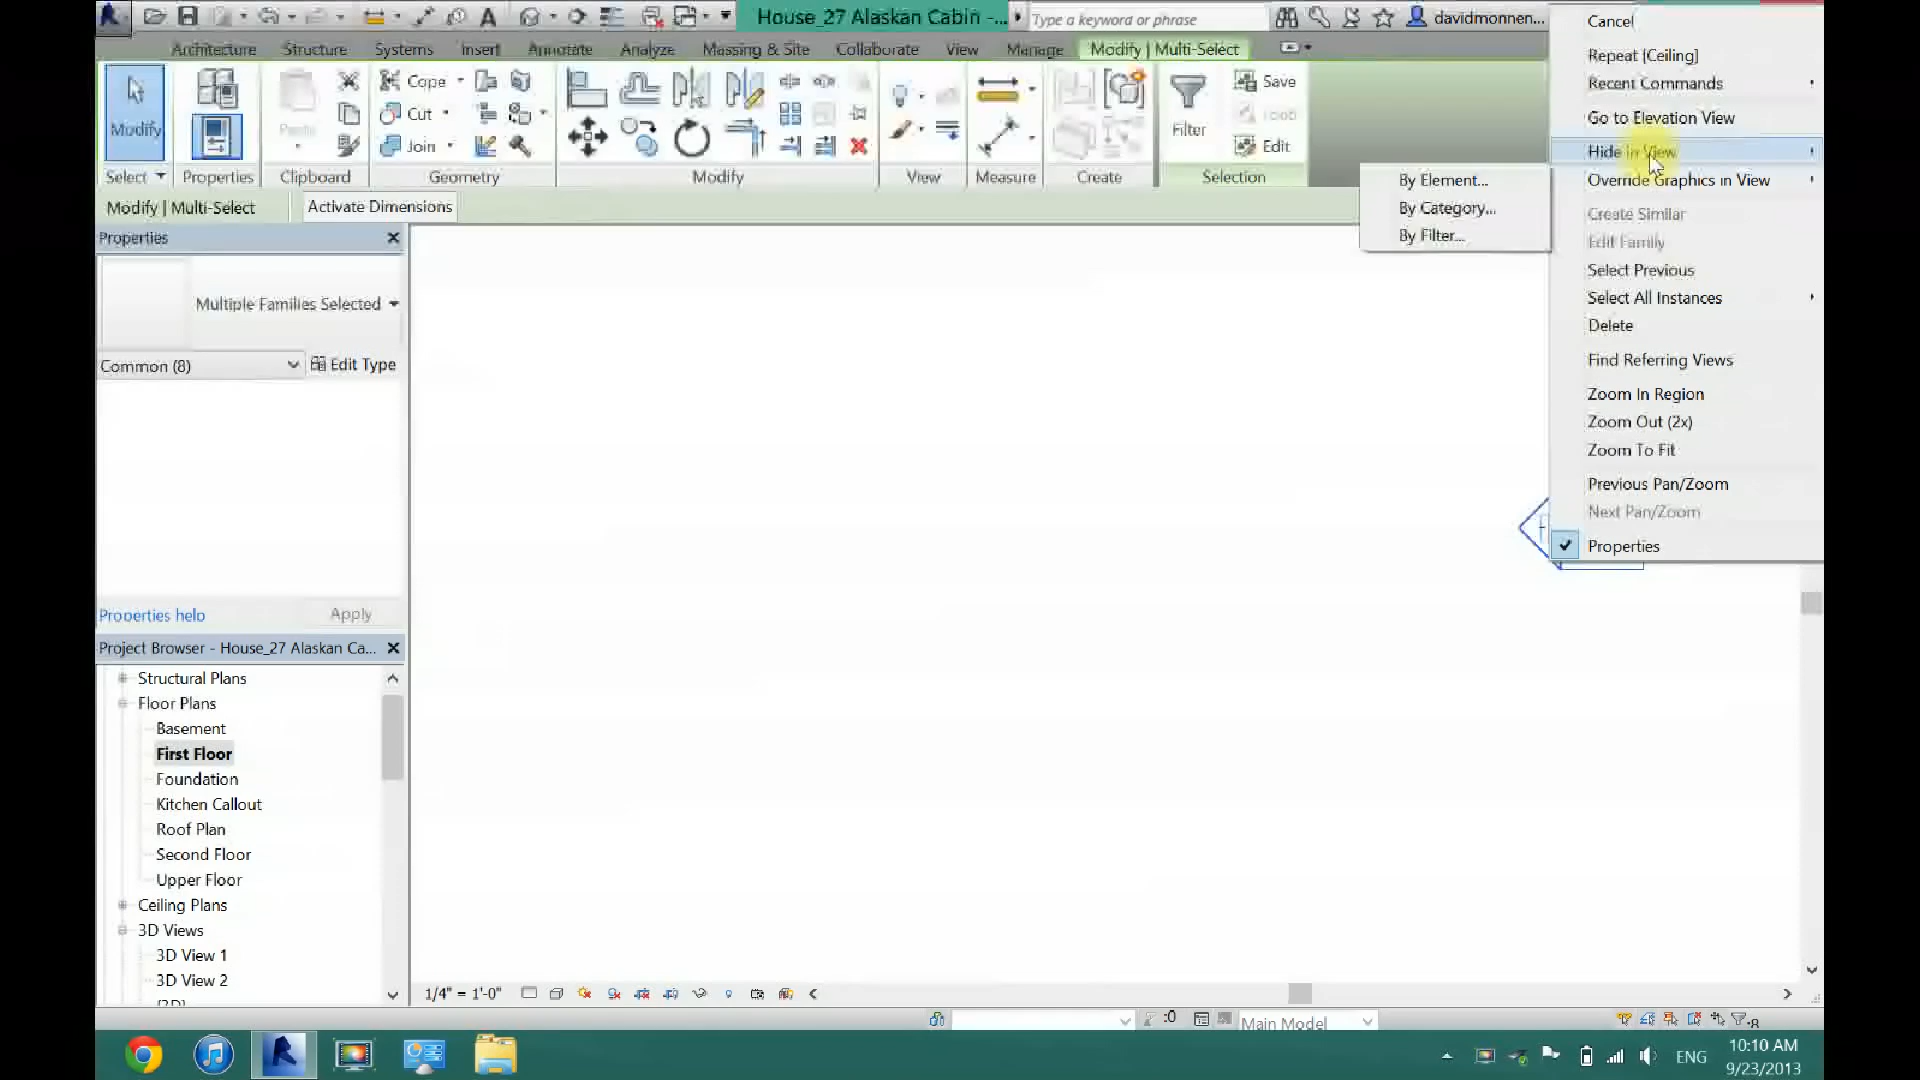 House_27 Alaskan Cabin -...
Type a keyword or phrase
davidmonnen...
Architecture
Structure
Systems
Insert
Annotate
Analyze
Massing & Site
Collaborate
View
Manage
Modify | Multi-Select
Modify
Paste
Cope
Cut
Join
Filter
Save
Load
Edit
Select
Properties
Clipboard
Geometry
Modify
View
Measure
Create
Selection
Modify | Multi-Select
Activate Dimensions
Cancel
Repeat [Ceiling]
Recent Commands
Go to Elevation View
Hide in View
Override Graphics in View
Create Similar
Edit Family
Select Previous
Select All Instances
Delete
Find Referring Views
Zoom In Region
Zoom Out (2x)
Zoom To Fit
Previous Pan/Zoom
Next Pan/Zoom
Properties
By Element...
By Category...
By Filter...
Properties
Multiple Families Selected
Common (8)
Edit Type
Properties help
Apply
Project Browser - House_27 Alaskan Ca...
Structural Plans
Floor Plans
Basement
First Floor
Foundation
Kitchen Callout
Roof Plan
Second Floor
Upper Floor
Ceiling Plans
3D Views
3D View 1
3D View 2
{3D}
1/4" = 1'-0"
:0
Main Model
:8
ENG
10:10 AM
9/23/2013